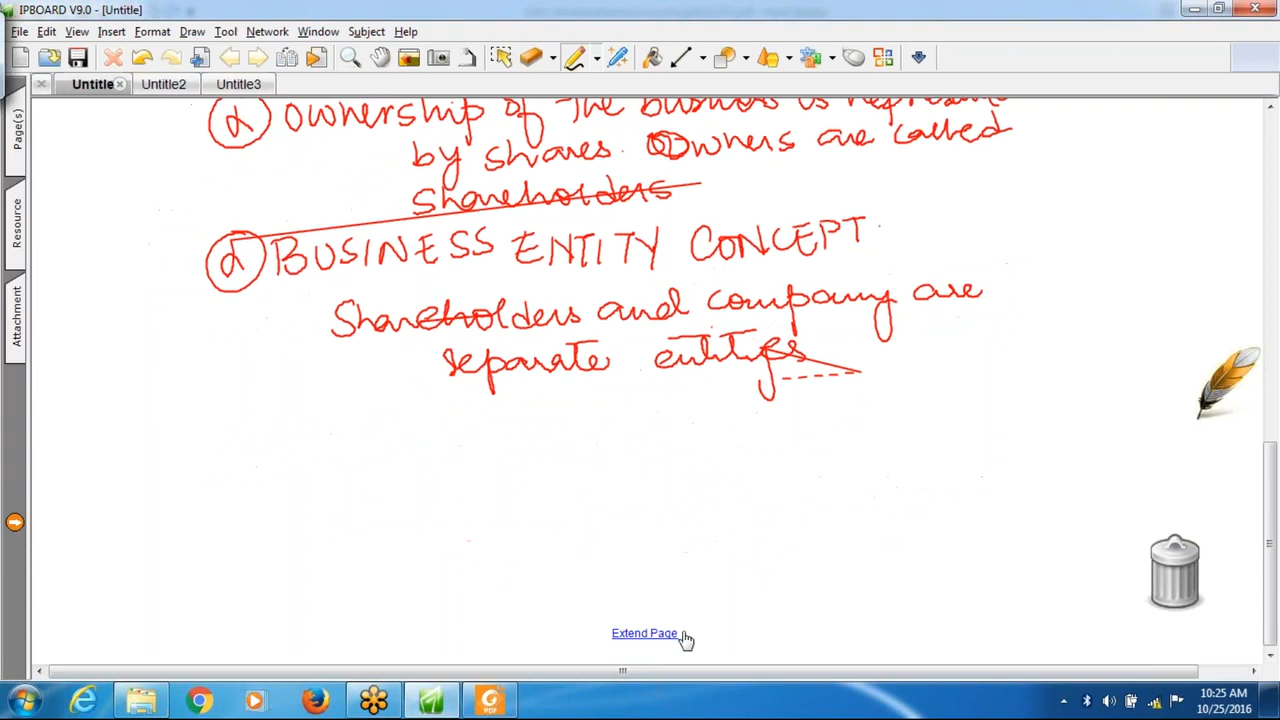 IPBOARD V9.0 - [Untitle]
File Edit View Insert Format Draw Tool Network Window Subject Help
Untitle Untitle2 Untitle3
Page(s)
Resource
Attachment
α Ownership of the business is
by shares. Owners are called
Shareholders
α BUSINESS ENTITY CONCEPT
Shareholders and company are
separate
Extend Page
PDF
10:25 AM
10/25/2016